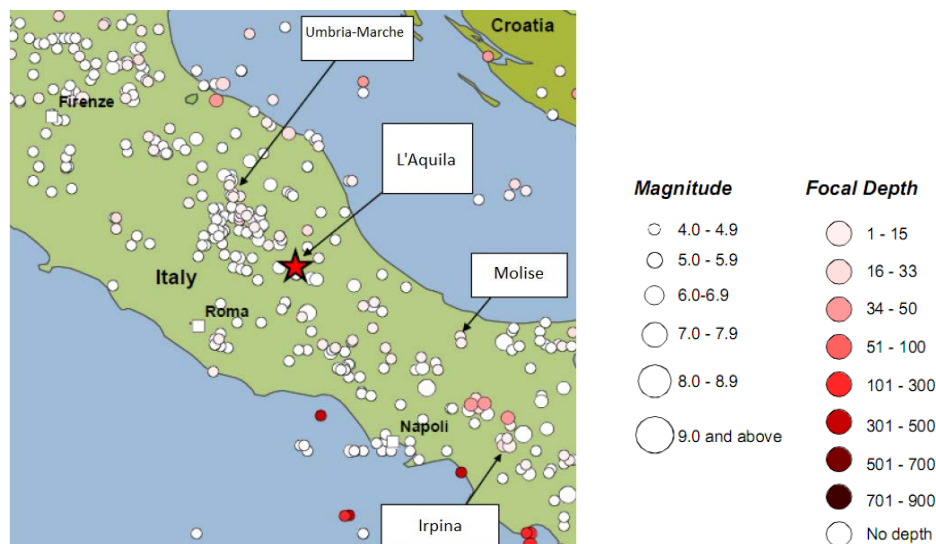 Croatia
Umbria-Marche
Firenze
L'Aquila
Italy
Molise
Roma
Napoli
Irpina
Magnitude
4.0 - 4.9
5.0 - 5.9
6.0-6.9
7.0 - 7.9
8.0 - 8.9
9.0 and above
Focal Depth
1 - 15
16 - 33
34 - 50
51 - 100
101 - 300
301 - 500
501 - 700
701 - 900
No depth